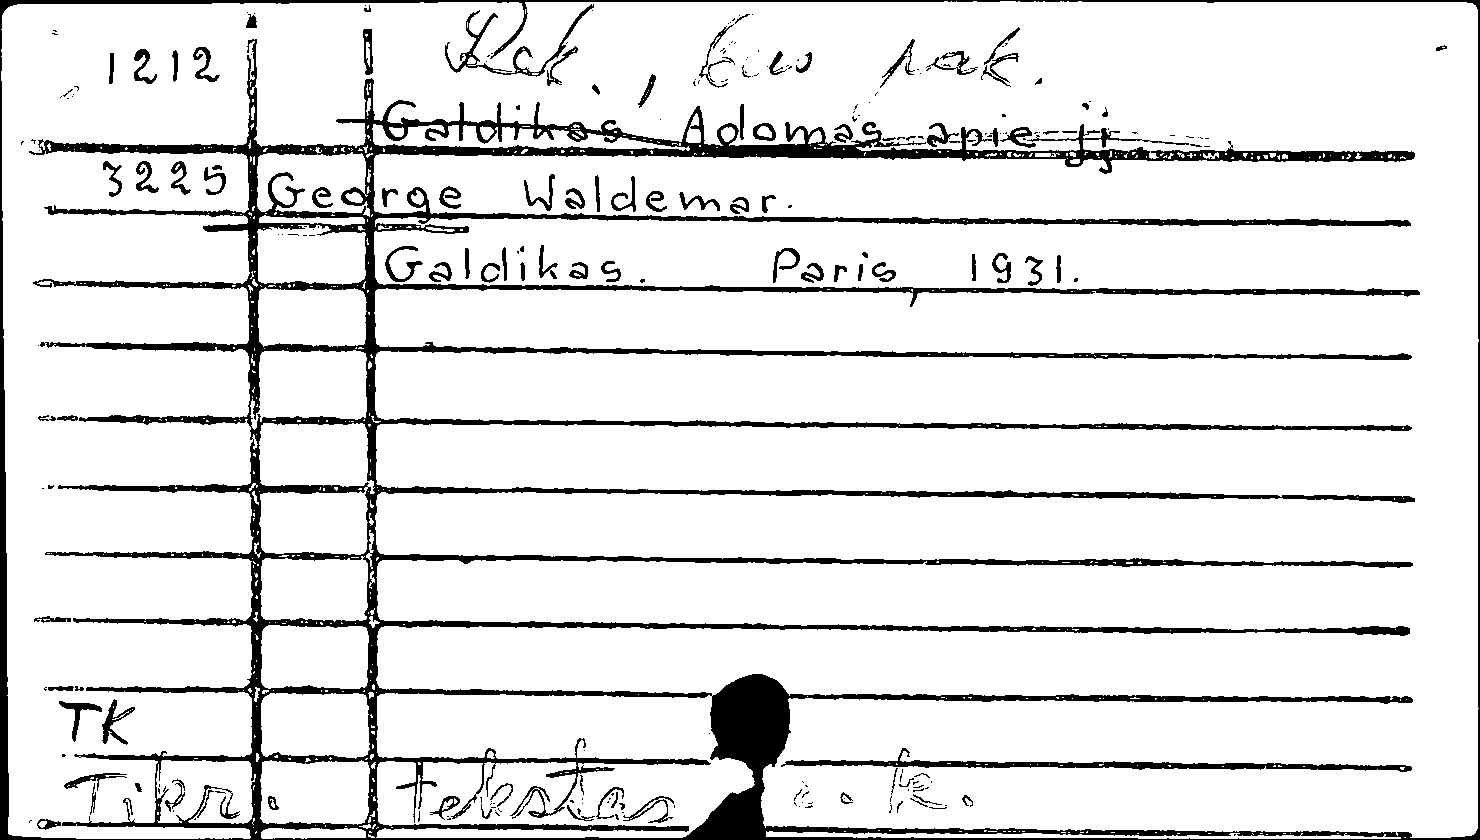 1212
Galdikas Adomas apie jį
3225 George Waldemar.
Galdikas. Paris, 1931.
TK
Tikr. tekstas r. k.